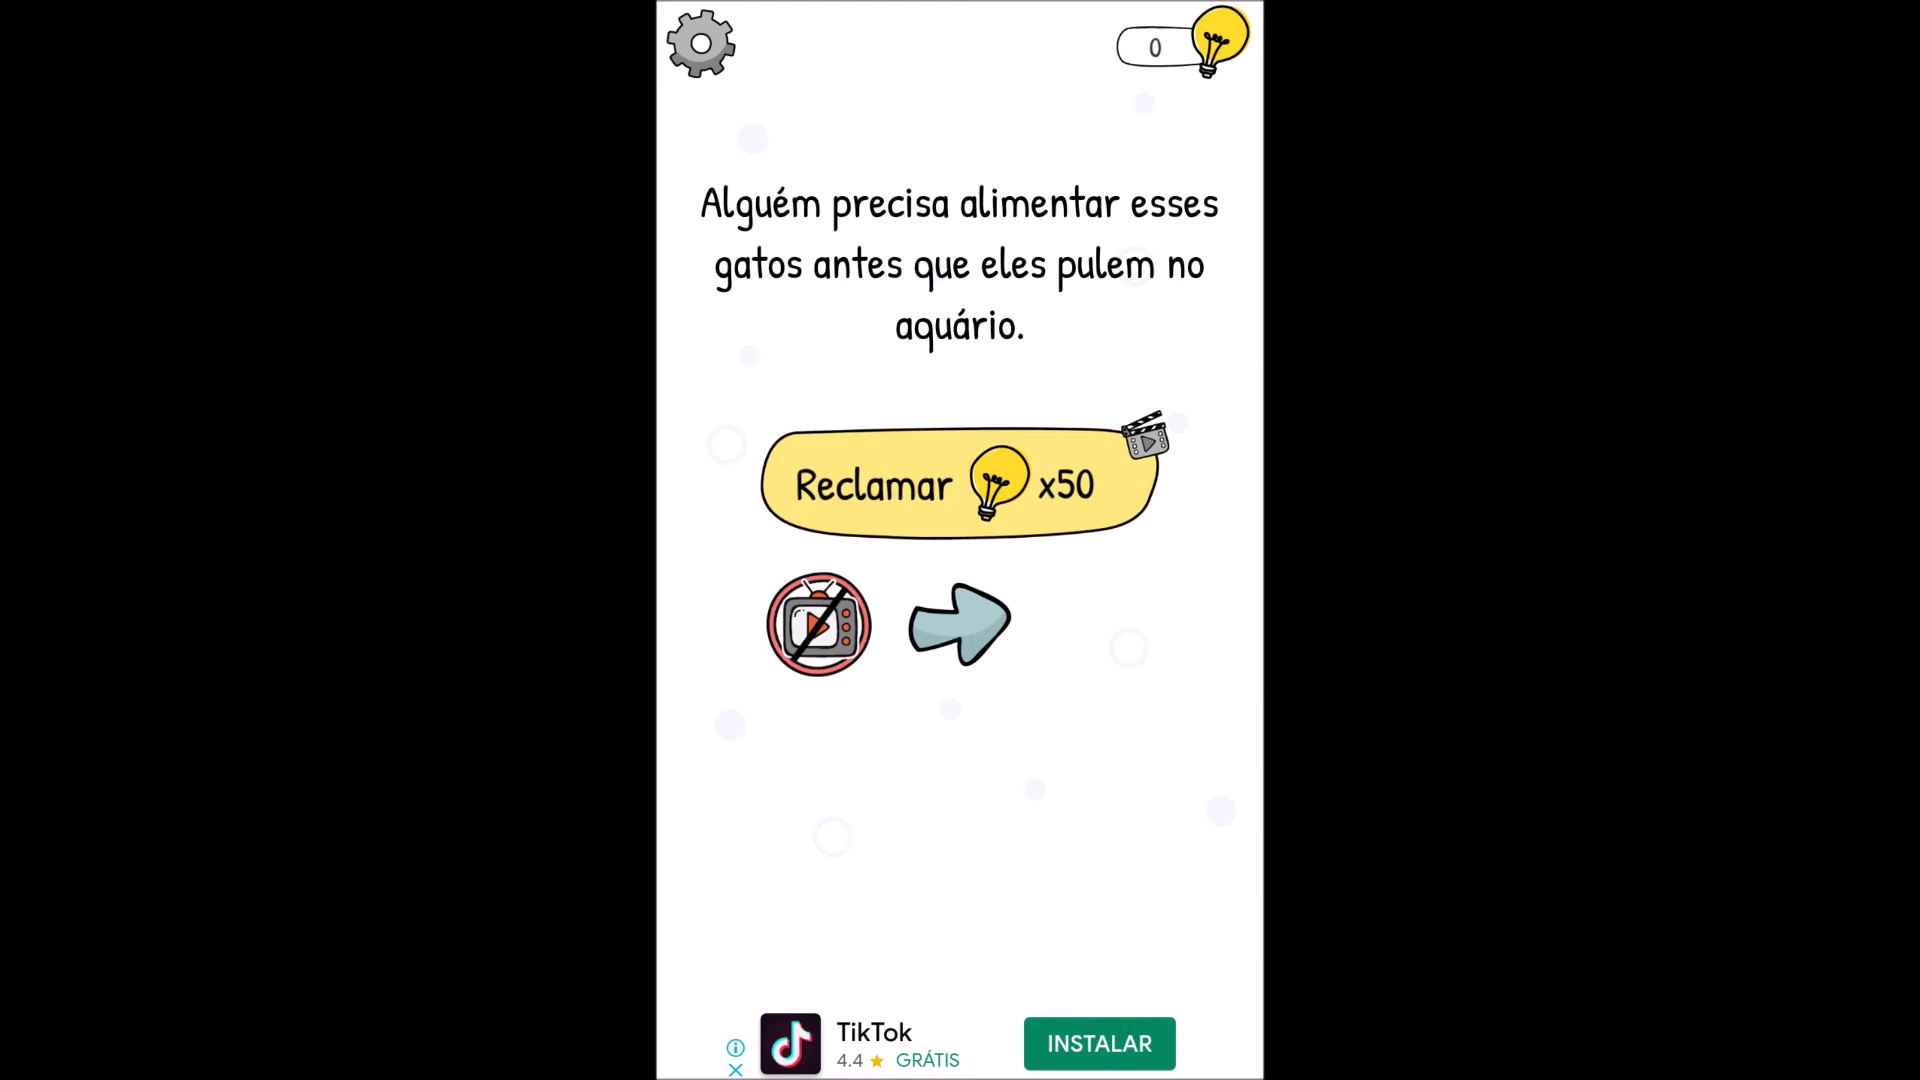 0
Alguém precisa alimentar esses
gatos antes que eles pulem no
aquário.
Reclamar x50
TikTok
4.4 ★ GRÁTIS
INSTALAR